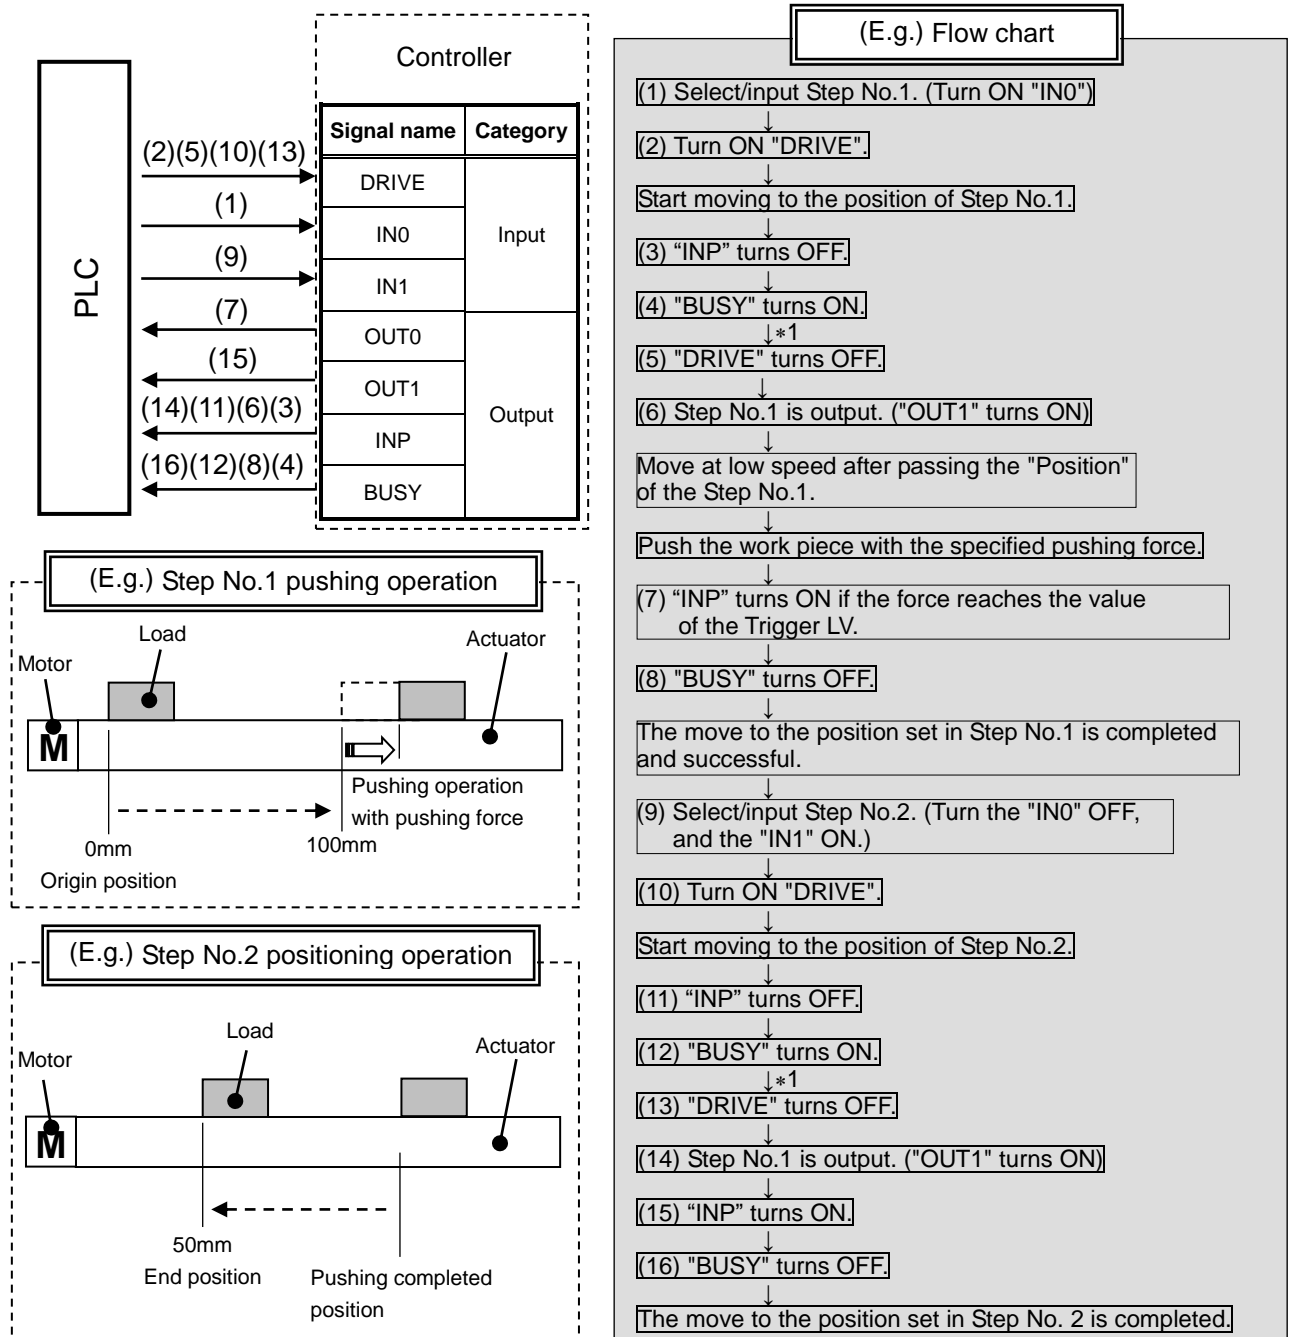 Controller
PLC
Signal name
Category
DRIVE
IN0
IN1
Input
OUT0
OUT1
INP
BUSY
Output
(2)(5)(10)(13)
(1)
(9)
(7)
(15)
(14)(11)(6)(3)
(16)(12)(8)(4)
(E.g.) Step No.1 pushing operation
Load
Actuator
Motor
M
Pushing operation
with pushing force
0mm
100mm
Origin position
(E.g.) Step No.2 positioning operation
Load
Actuator
Motor
M
50mm
End position
Pushing completed
position
(E.g.) Flow chart
(1) Select/input Step No.1. (Turn ON "IN0")
↓
(2) Turn ON "DRIVE".
↓
Start moving to the position of Step No.1.
↓
(3) “INP” turns OFF.
↓
(4) "BUSY" turns ON.
↓*1
(5) "DRIVE" turns OFF.
↓
(6) Step No.1 is output. ("OUT1" turns ON)
↓
Move at low speed after passing the "Position"
of the Step No.1.
↓
Push the work piece with the specified pushing force.
↓
(7) “INP” turns ON if the force reaches the value
of the Trigger LV.
↓
(8) "BUSY" turns OFF.
↓
The move to the position set in Step No.1 is completed
and successful.
↓
(9) Select/input Step No.2. (Turn the "IN0" OFF,
and the "IN1" ON.)
↓
(10) Turn ON "DRIVE".
↓
Start moving to the position of Step No.2.
↓
(11) “INP” turns OFF.
↓
(12) "BUSY" turns ON.
↓*1
(13) "DRIVE" turns OFF.
↓
(14) Step No.1 is output. ("OUT1" turns ON)
↓
(15) “INP” turns ON.
↓
(16) "BUSY" turns OFF.
↓
The move to the position set in Step No. 2 is completed.